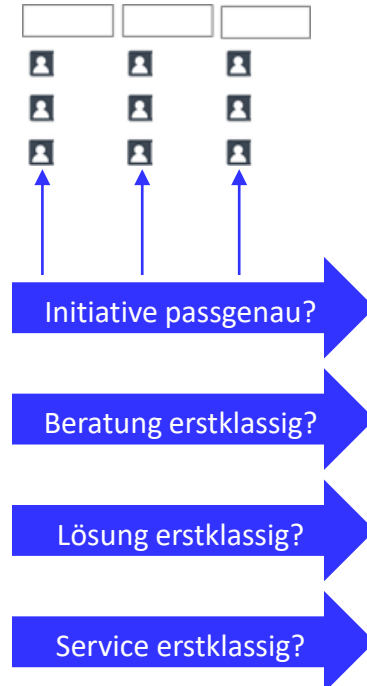 Initiative passgenau?
Beratung erstklassig?
Lösung erstklassig?
Service erstklassig?